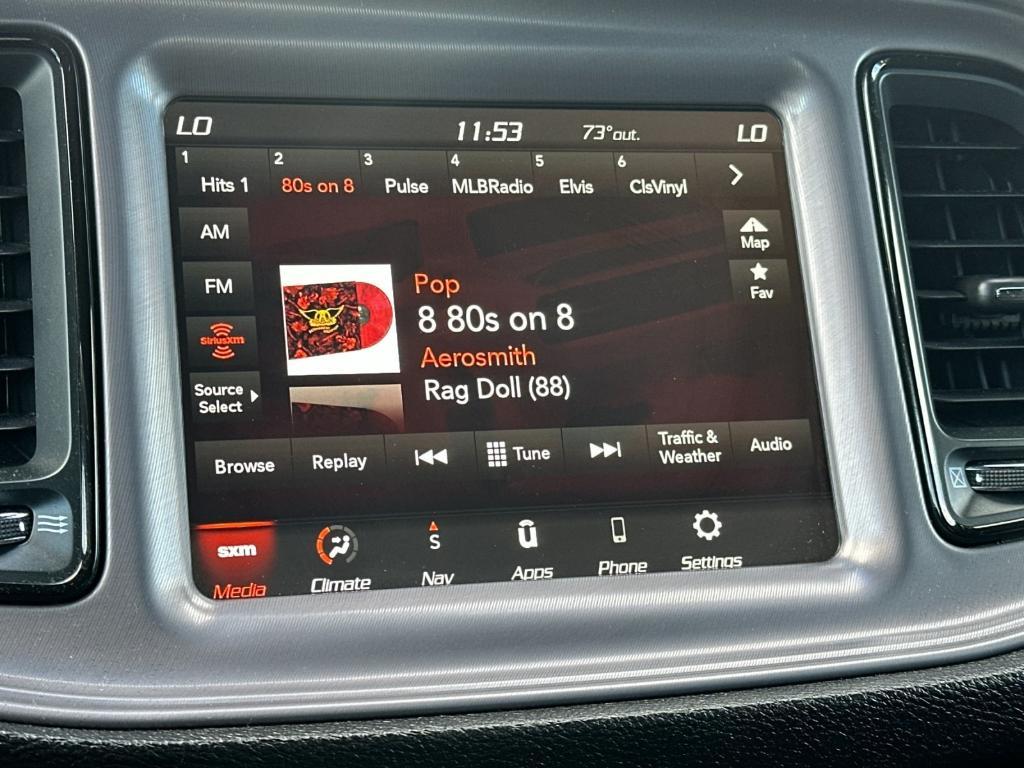 LO 11:53 73°out. LO
1 2 3 4 5 6
Hits 1 80s on 8 Pulse MLBRadio Elvis ClsVinyl
AM
Map
FM
Fav
SiriusXm
Source
Select
Pop
8 80s on 8
Aerosmith
Rag Doll (88)
Browse Replay Tune Traffic &
Weather Audio
sxm S ū
Media Climate Nav Apps Phone Settings